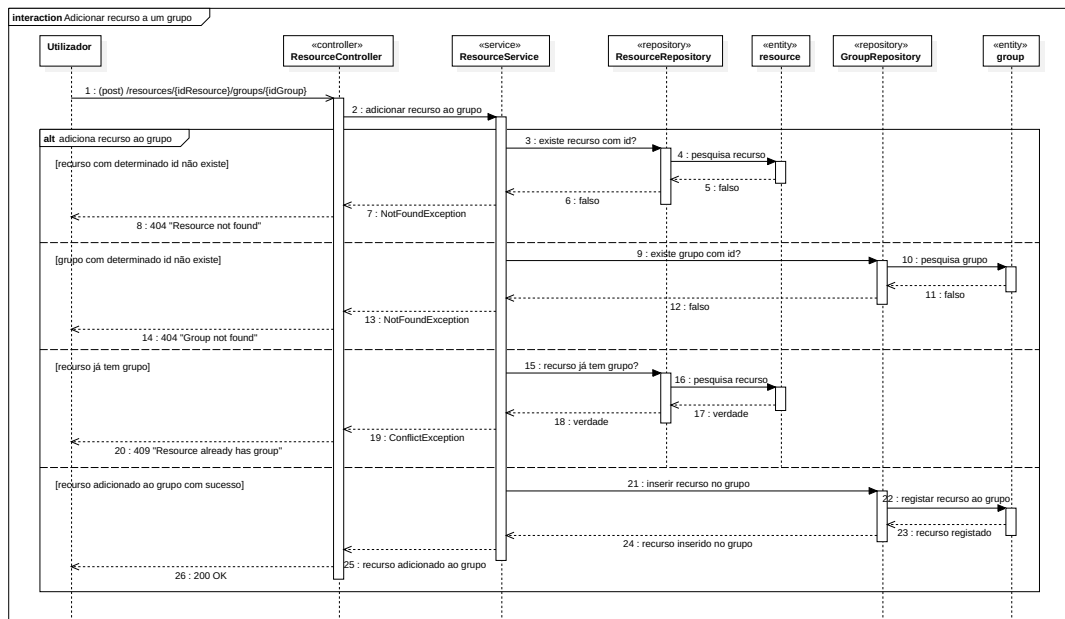 interaction Adicionar recurso a um grupo
Utilizador
«controller»
ResourceController
«service»
ResourceService
«repository»
ResourceRepository
«entity»
resource
«repository»
GroupRepository
«entity»
group
1 : (post) /resources/{idResource}/groups/{idGroup}
2 : adicionar recurso ao grupo
alt adiciona recurso ao grupo
3 : existe recurso com id?
4 : pesquisa recurso
[recurso com determinado id não existe]
5 : falso
6 : falso
7 : NotFoundException
8 : 404 "Resource not found"
9 : existe grupo com id?
[grupo com determinado id não existe]
10 : pesquisa grupo
11 : falso
12 : falso
13 : NotFoundException
14 : 404 "Group not found"
[recurso já tem grupo]
15 : recurso já tem grupo?
16 : pesquisa recurso
17 : verdade
18 : verdade
19 : ConflictException
20 : 409 "Resource already has group"
[recurso adicionado ao grupo com sucesso]
21 : inserir recurso no grupo
22 : registar recurso ao grupo
23 : recurso registado
24 : recurso inserido no grupo
25 : recurso adicionado ao grupo
26 : 200 OK